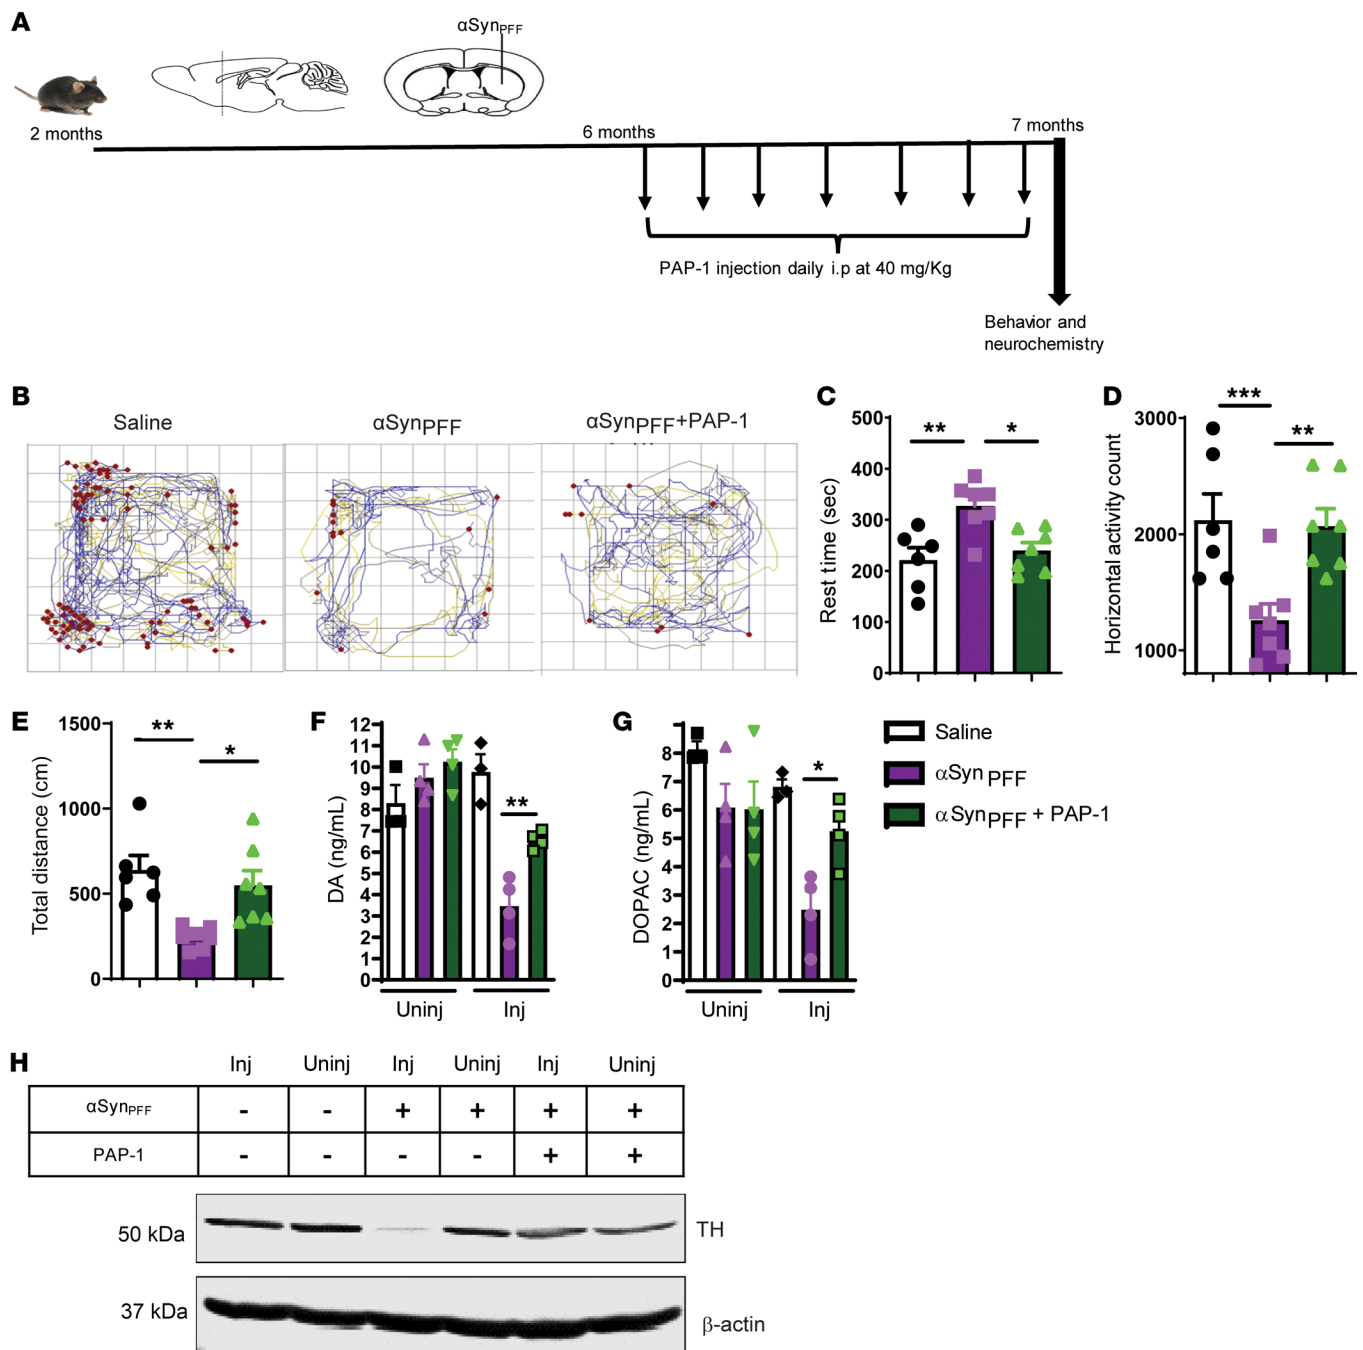 A
αSynPFF
2 months
6 months
7 months
PAP-1 injection daily i.p at 40 mg/Kg
Behavior and
neurochemistry
B
Saline
αSynPFF
αSynPFF+PAP-1
C
Rest time (sec)
500
400
300
200
100
0
**
*
D
Horizontal activity count
3000
2000
1000
***
**
E
Total distance (cm)
1500
1000
500
0
**
*
F
DA (ng/mL)
12
11
10
9
8
7
6
5
4
3
2
1
0
**
Uninj
Inj
G
DOPAC (ng/mL)
8
7
6
5
4
3
2
1
0
*
Uninj
Inj
Saline
αSyn PFF
αSynPFF + PAP-1
H
Inj Uninj Inj Uninj Inj Uninj
αSynPFF - - + + + +
PAP-1 - - - - + +
50 kDa
TH
37 kDa
β-actin